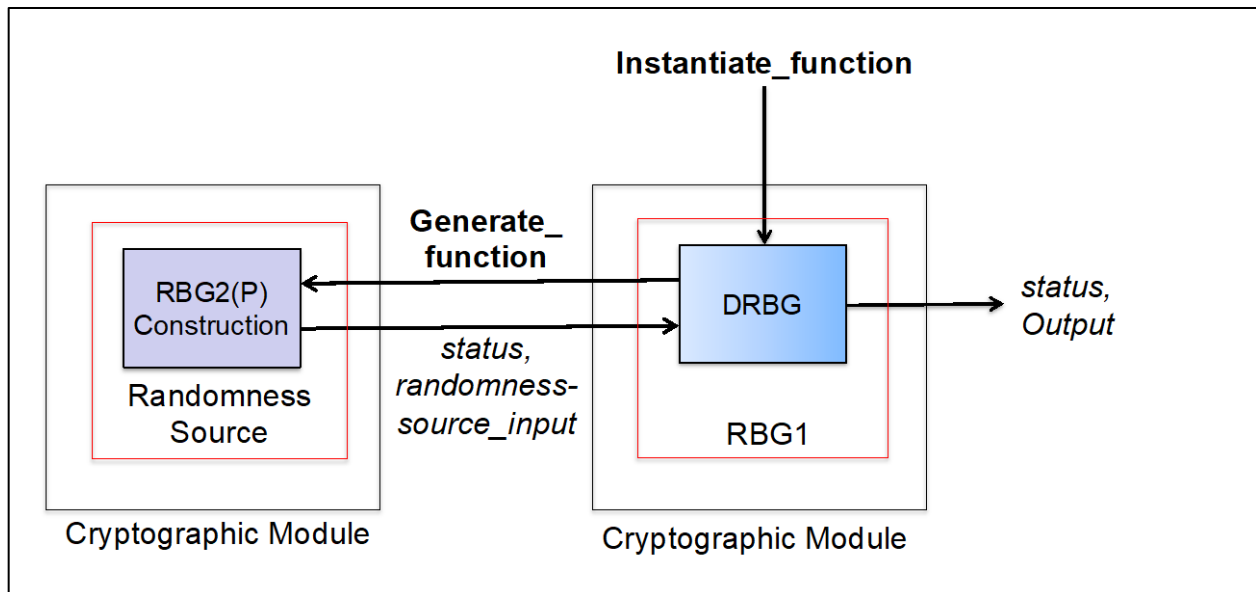 Instantiate_function
Generate_
function
RBG2(P)
Construction
Randomness
Source
status,
randomness-
source_input
DRBG
RBG1
status,
Output
Cryptographic Module
Cryptographic Module